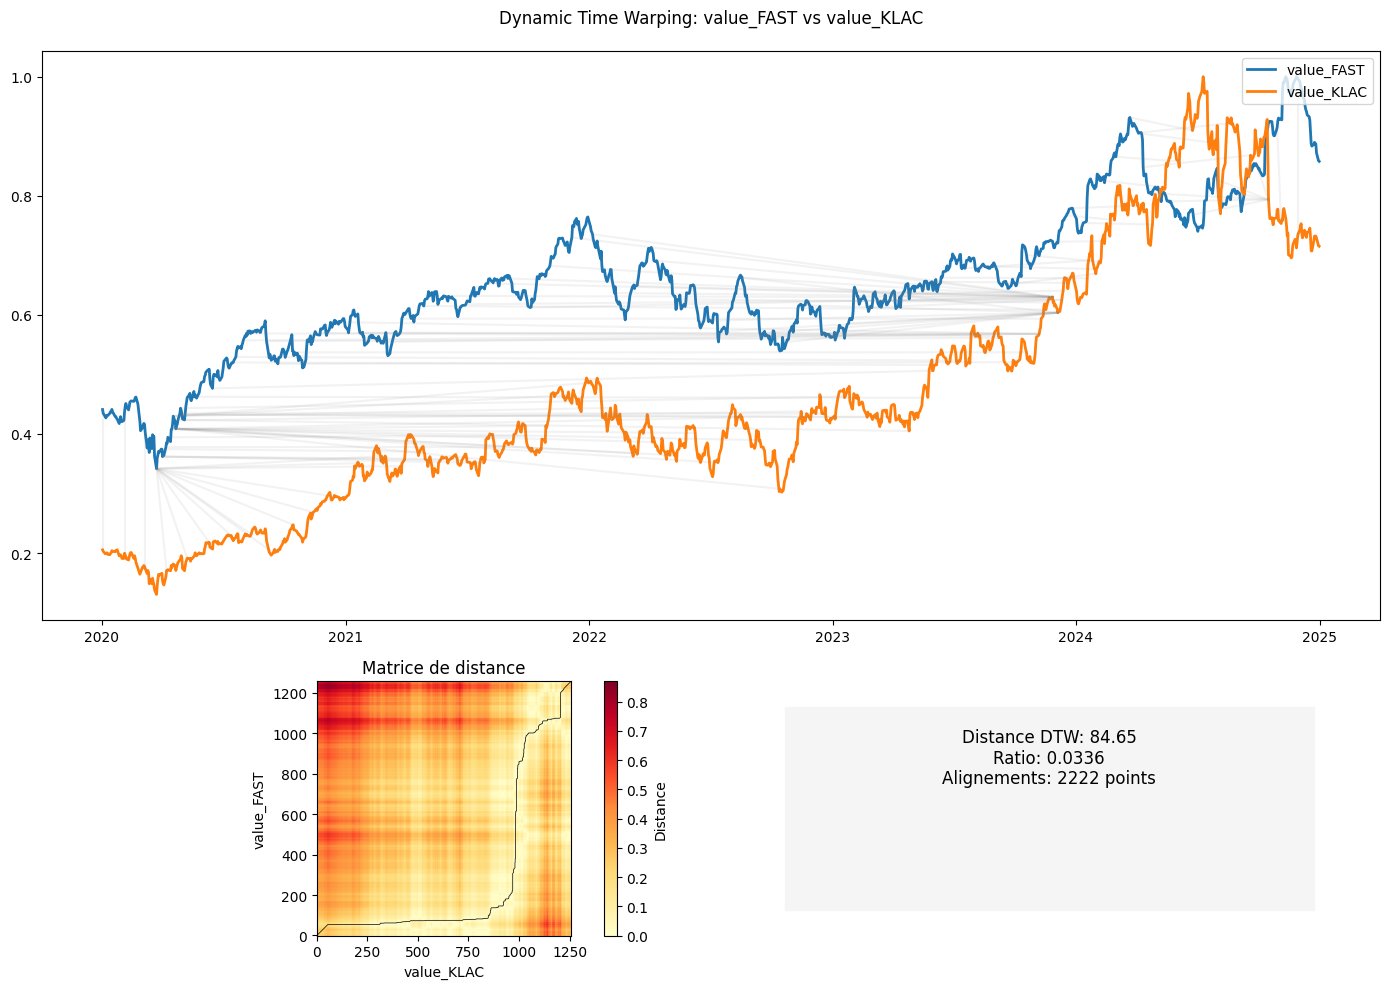 Dynamic Time Warping: value_FAST vs value_KLAC
value_FAST
value_KLAC
1.0
0.8
0.6
0.4
0.2
2020 2021 2022 2023 2024 2025
Matrice de distance
value_FAST
1200
1000
800
600
400
200
0
0 250 500 750 1000 1250
value_KLAC
0.8
0.7
0.6
0.5
0.4
0.3
0.2
0.1
0.0
Distance
Distance DTW: 84.65
Ratio: 0.0336
Alignements: 2222 points